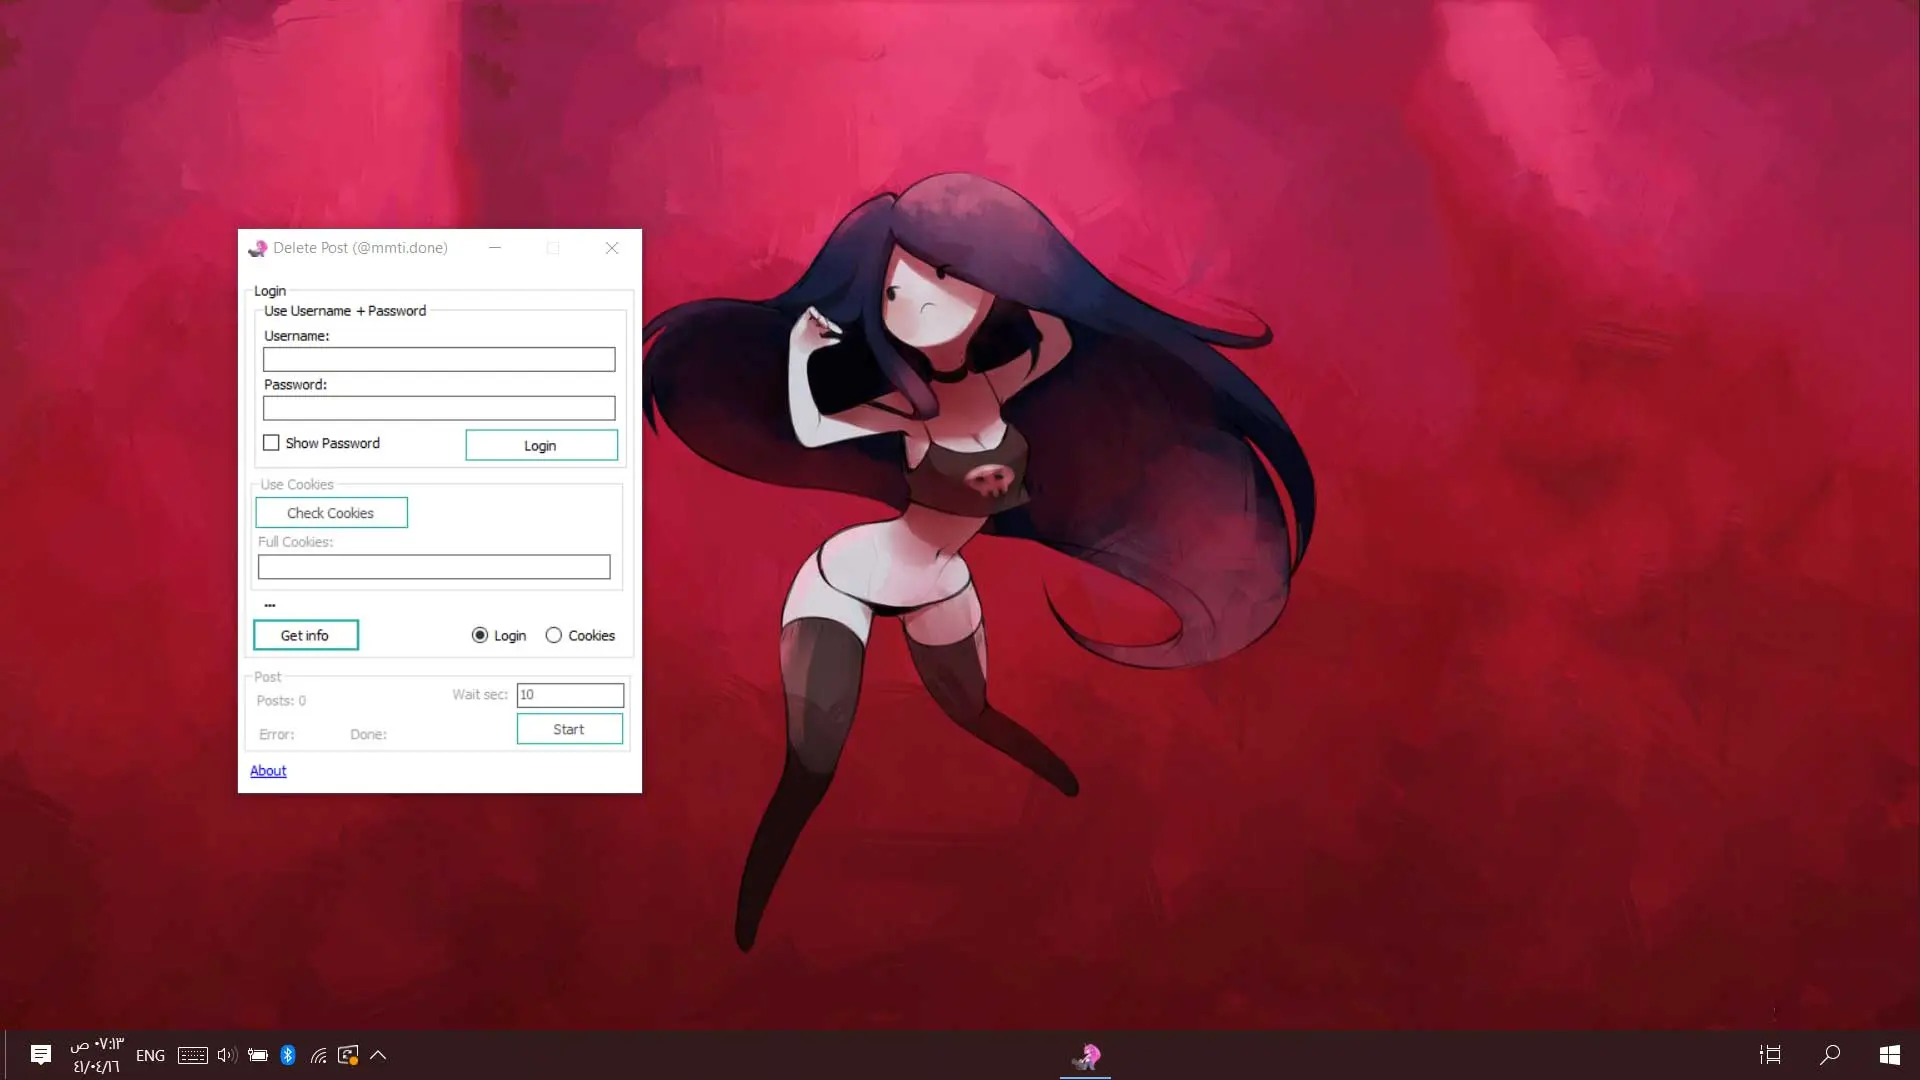 Delete Post (@mmti.done)
Login
Use Username + Password
Username:
Password:
Show Password
Login
Use Cookies
Check Cookies
Full Cookies:
...
Get info
Login
Cookies
Post
Posts: 0
Wait sec:
10
Error:
Done:
Start
About
٠٧:١٣ ص
ENG
٤١/٠٤/١٦